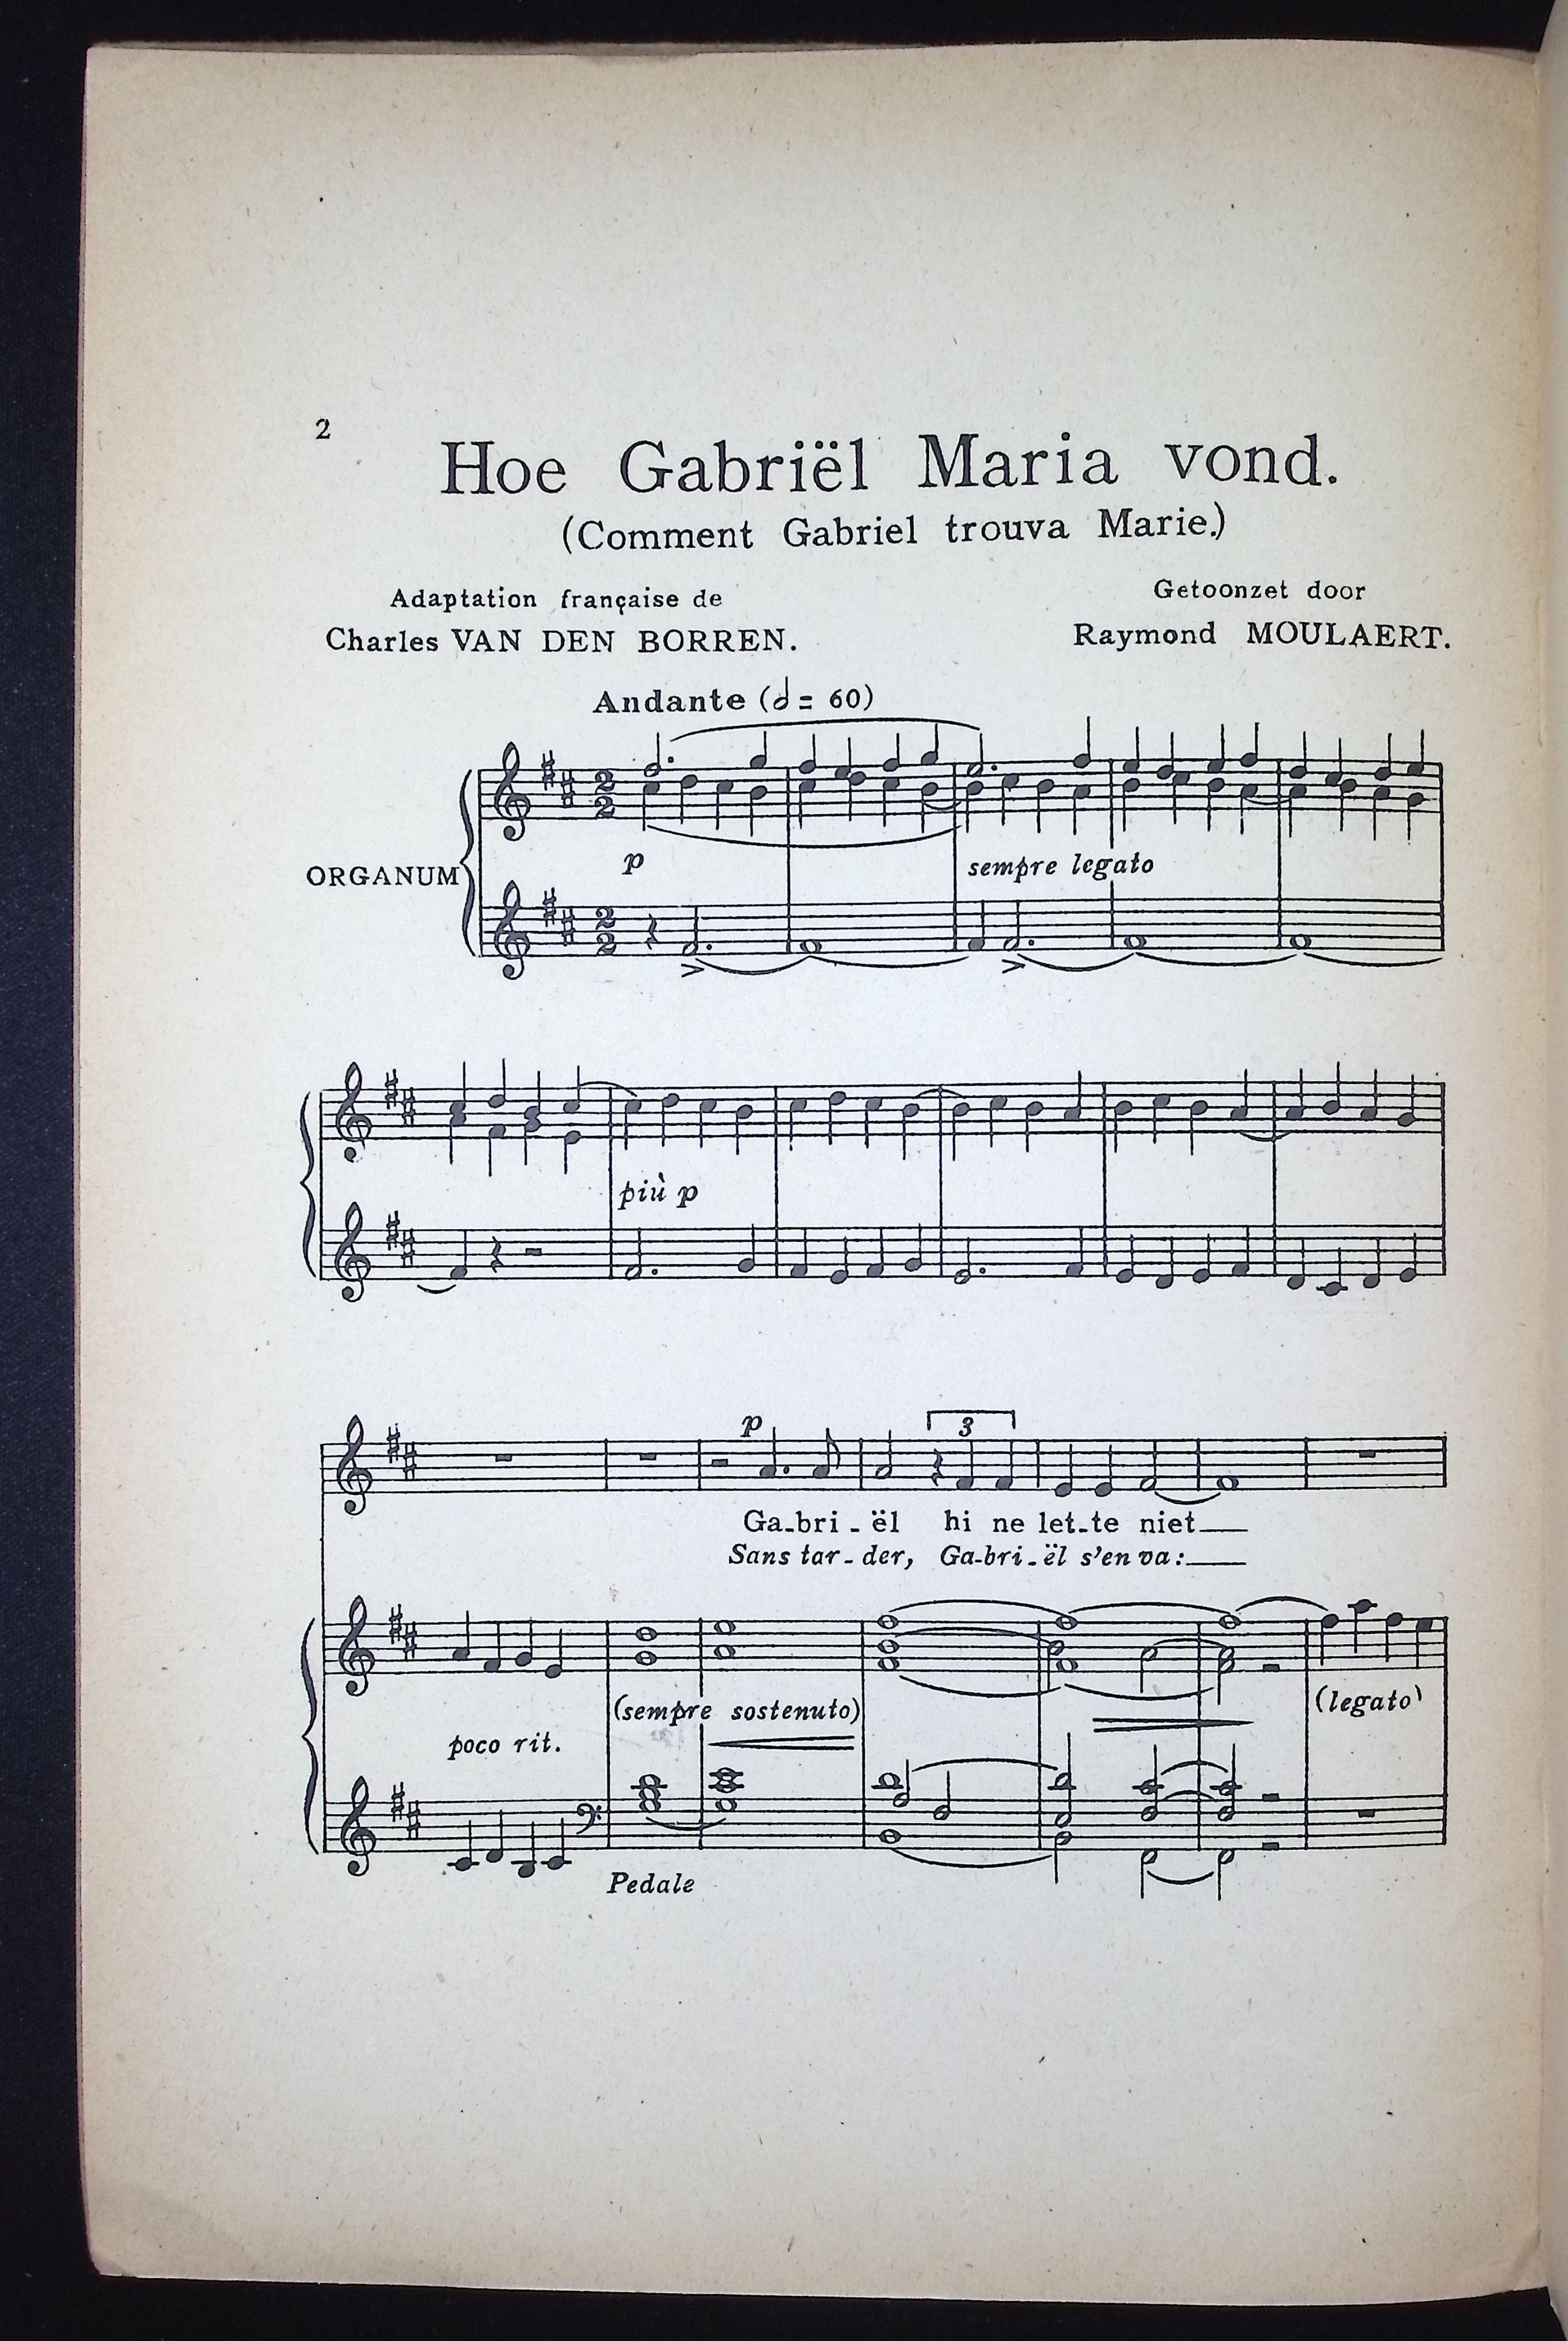 2
Hoe Gabriël Maria vond.
(Comment Gabriel trouva Marie.)
Adaptation française de
Charles VAN DEN BORREN.
Getoonzet door
Raymond MOULAERT.
Andante (𝅗𝅥 = 60)
ORGANUM
p
sempre legato
più p
p
3
Ga-bri-ël hi ne let-te niet
Sans tar-der, Ga-bri-ël s'en va:
(sempre sostenuto)
(legato)
poco rit.
Pedale